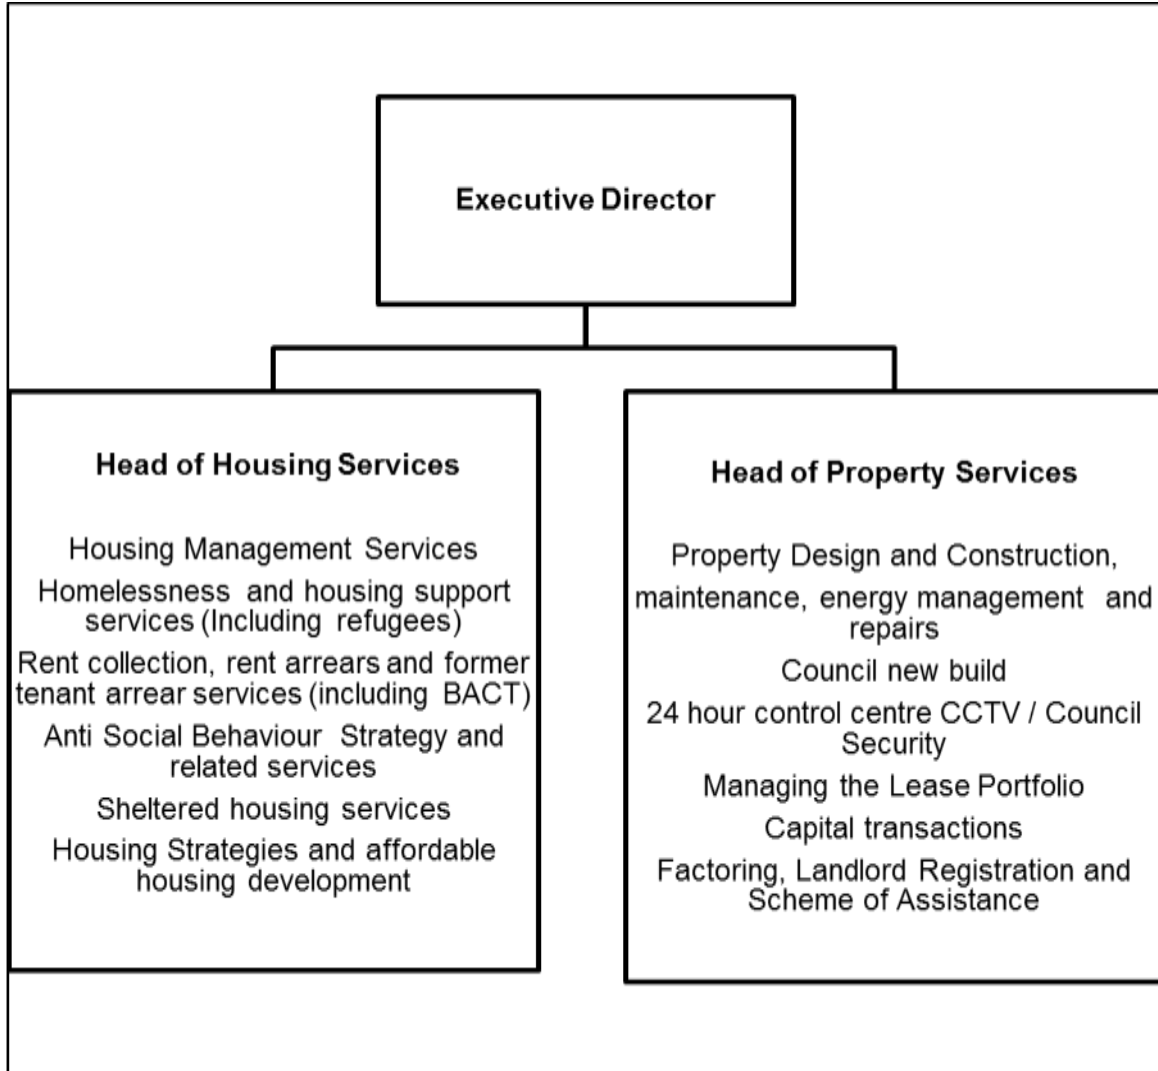 Executive Director
Head of Housing Services
Housing Management Services
Homelessness and housing support
services (Including refugees)
Rent collection, rent arrears and former
tenant arrear services (including BACT)
Anti Social Behaviour Strategy and
related services
Sheltered housing services
Housing Strategies and affordable
housing development
Head of Property Services
Property Design and Construction,
maintenance, energy management and
repairs
Council new build
24 hour control centre CCTV / Council
Security
Managing the Lease Portfolio
Capital transactions
Factoring, Landlord Registration and
Scheme of Assistance